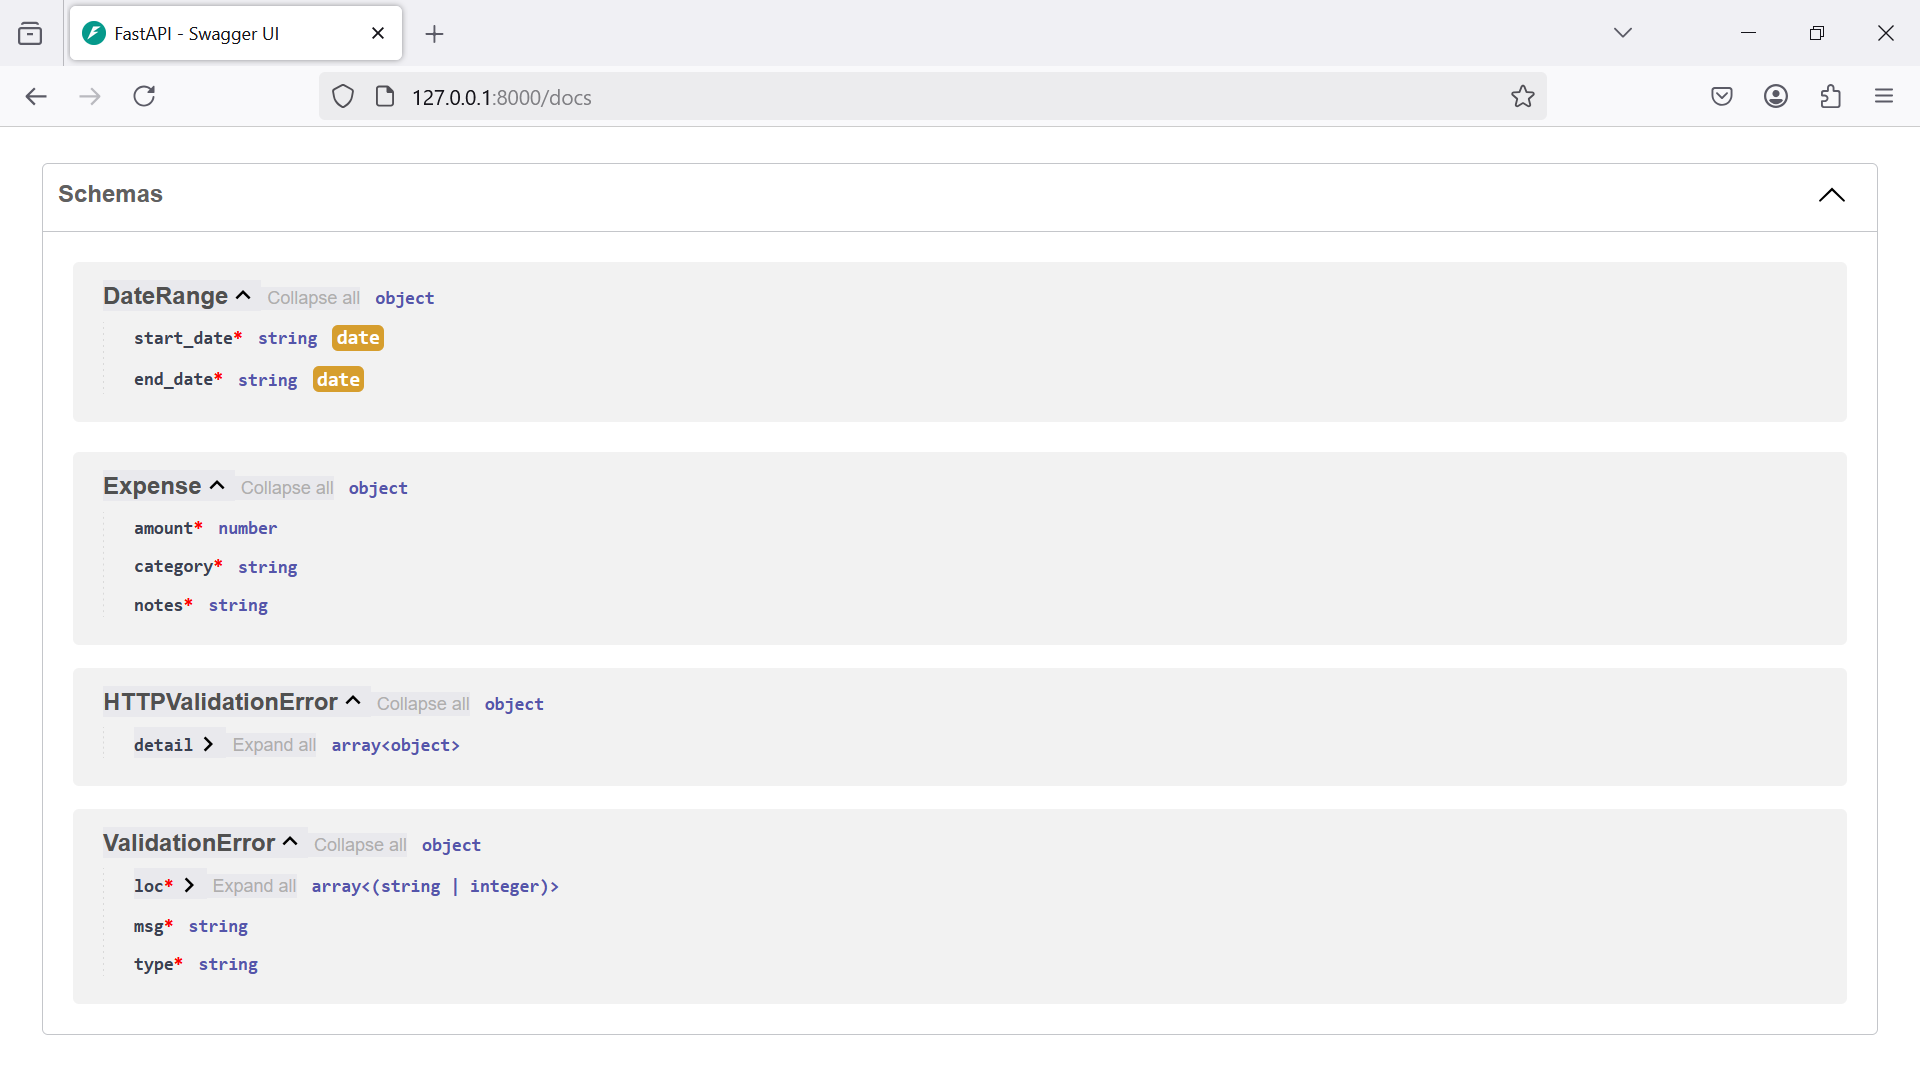 FastAPI - Swagger UI
127.0.0.1:8000/docs
Schemas
DateRange Collapse all object
start_date* string date
end_date* string date
Expense Collapse all object
amount* number
category* string
notes* string
HTTPValidationError Collapse all object
detail Expand all array<object>
ValidationError Collapse all object
loc* Expand all array<(string | integer)>
msg* string
type* string